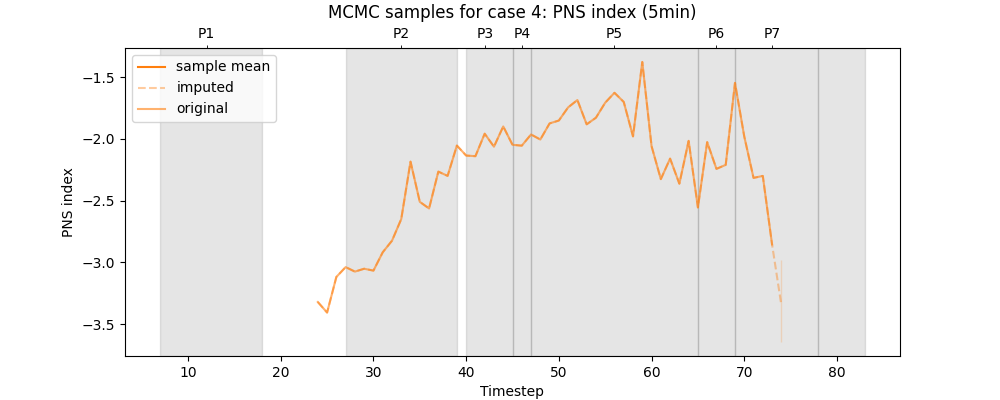 MCMC samples for case 4: PNS index (5min)
P1 P2 P3 P4 P5 P6 P7
sample mean
imputed
original
PNS index
−1.5
−2.0
−2.5
−3.0
−3.5
10 20 30 40 50 60 70 80
Timestep